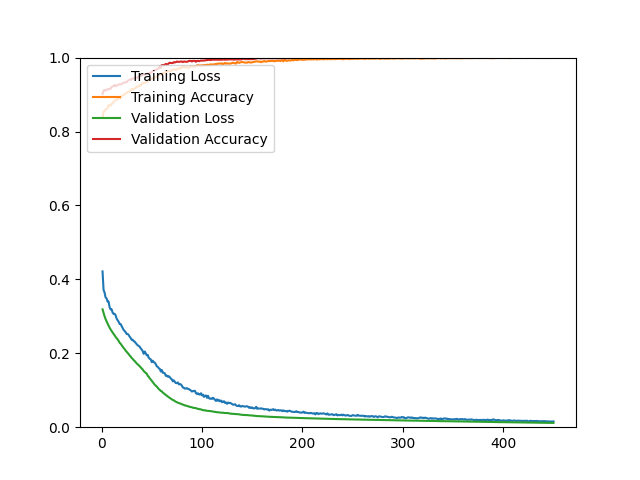 1.0
0.8
0.6
0.4
0.2
0.0
Training Loss
Training Accuracy
Validation Loss
Validation Accuracy
0 100 200 300 400